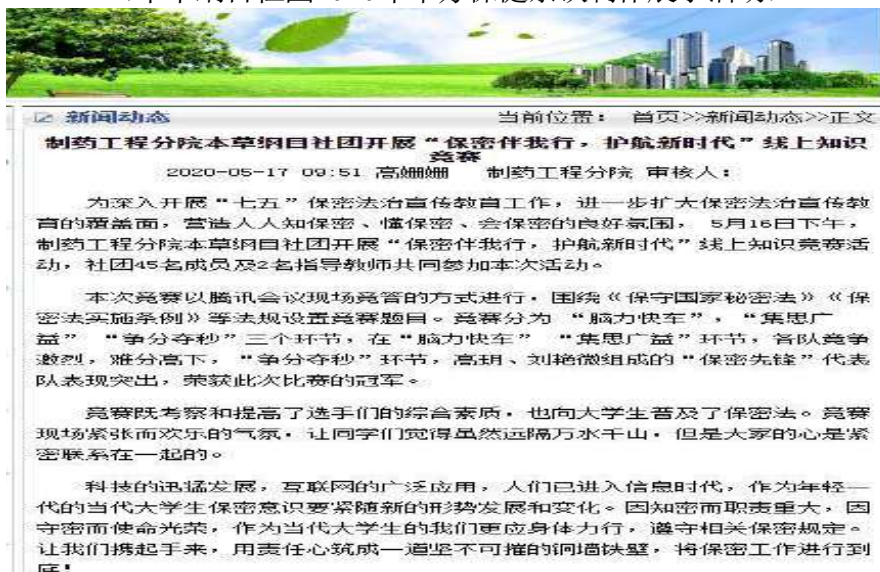 新闻动态 当前位置： 首页>>新闻动态>>正文
制药工程分院本草纲目社团开展“保密伴我行，护航新时代”线上知识
竞赛
2020-05-17 09:51 高姗姗 制药工程分院 审核人：
为深入开展“七五”保密法治宣传教育工作，进一步扩大保密法治宣传教
育的覆盖面，营造人人知保密、懂保密、会保密的良好氛围， 5月16日下午，
制药工程分院本草纲目社团开展“保密伴我行，护航新时代”线上知识竞赛活
动，社团45名成员及2名指导教师共同参加本次活动。
本次竞赛以腾讯会议现场竞答的方式进行，围绕《保守国家秘密法》《保
密法实施条例》等法规设置竞赛题目。竞赛分为 “脑力快车”，“集思广
益” “争分夺秒”三个环节，在“脑力快车” “集思广益”环节，各队竞争
激烈，难分高下，“争分夺秒”环节，高玥、刘艳微组成的“保密先锋”代表
队表现突出，荣获此次比赛的冠军。
竞赛既考察和提高了选手们的综合素质，也向大学生普及了保密法。竞赛
现场紧张而欢乐的气氛，让同学们觉得虽然远隔万水千山，但是大家的心是紧
密联系在一起的。
科技的迅猛发展，互联网的广泛应用，人们已进入信息时代，作为年轻一
代的当代大学生保密意识要紧随新的形势发展和变化。因知密而职责重大，因
守密而使命光荣，作为当代大学生的我们更应身体力行，遵守相关保密规定。
让我们携起手来，用责任心筑成一道坚不可摧的铜墙铁壁，将保密工作进行到
底！